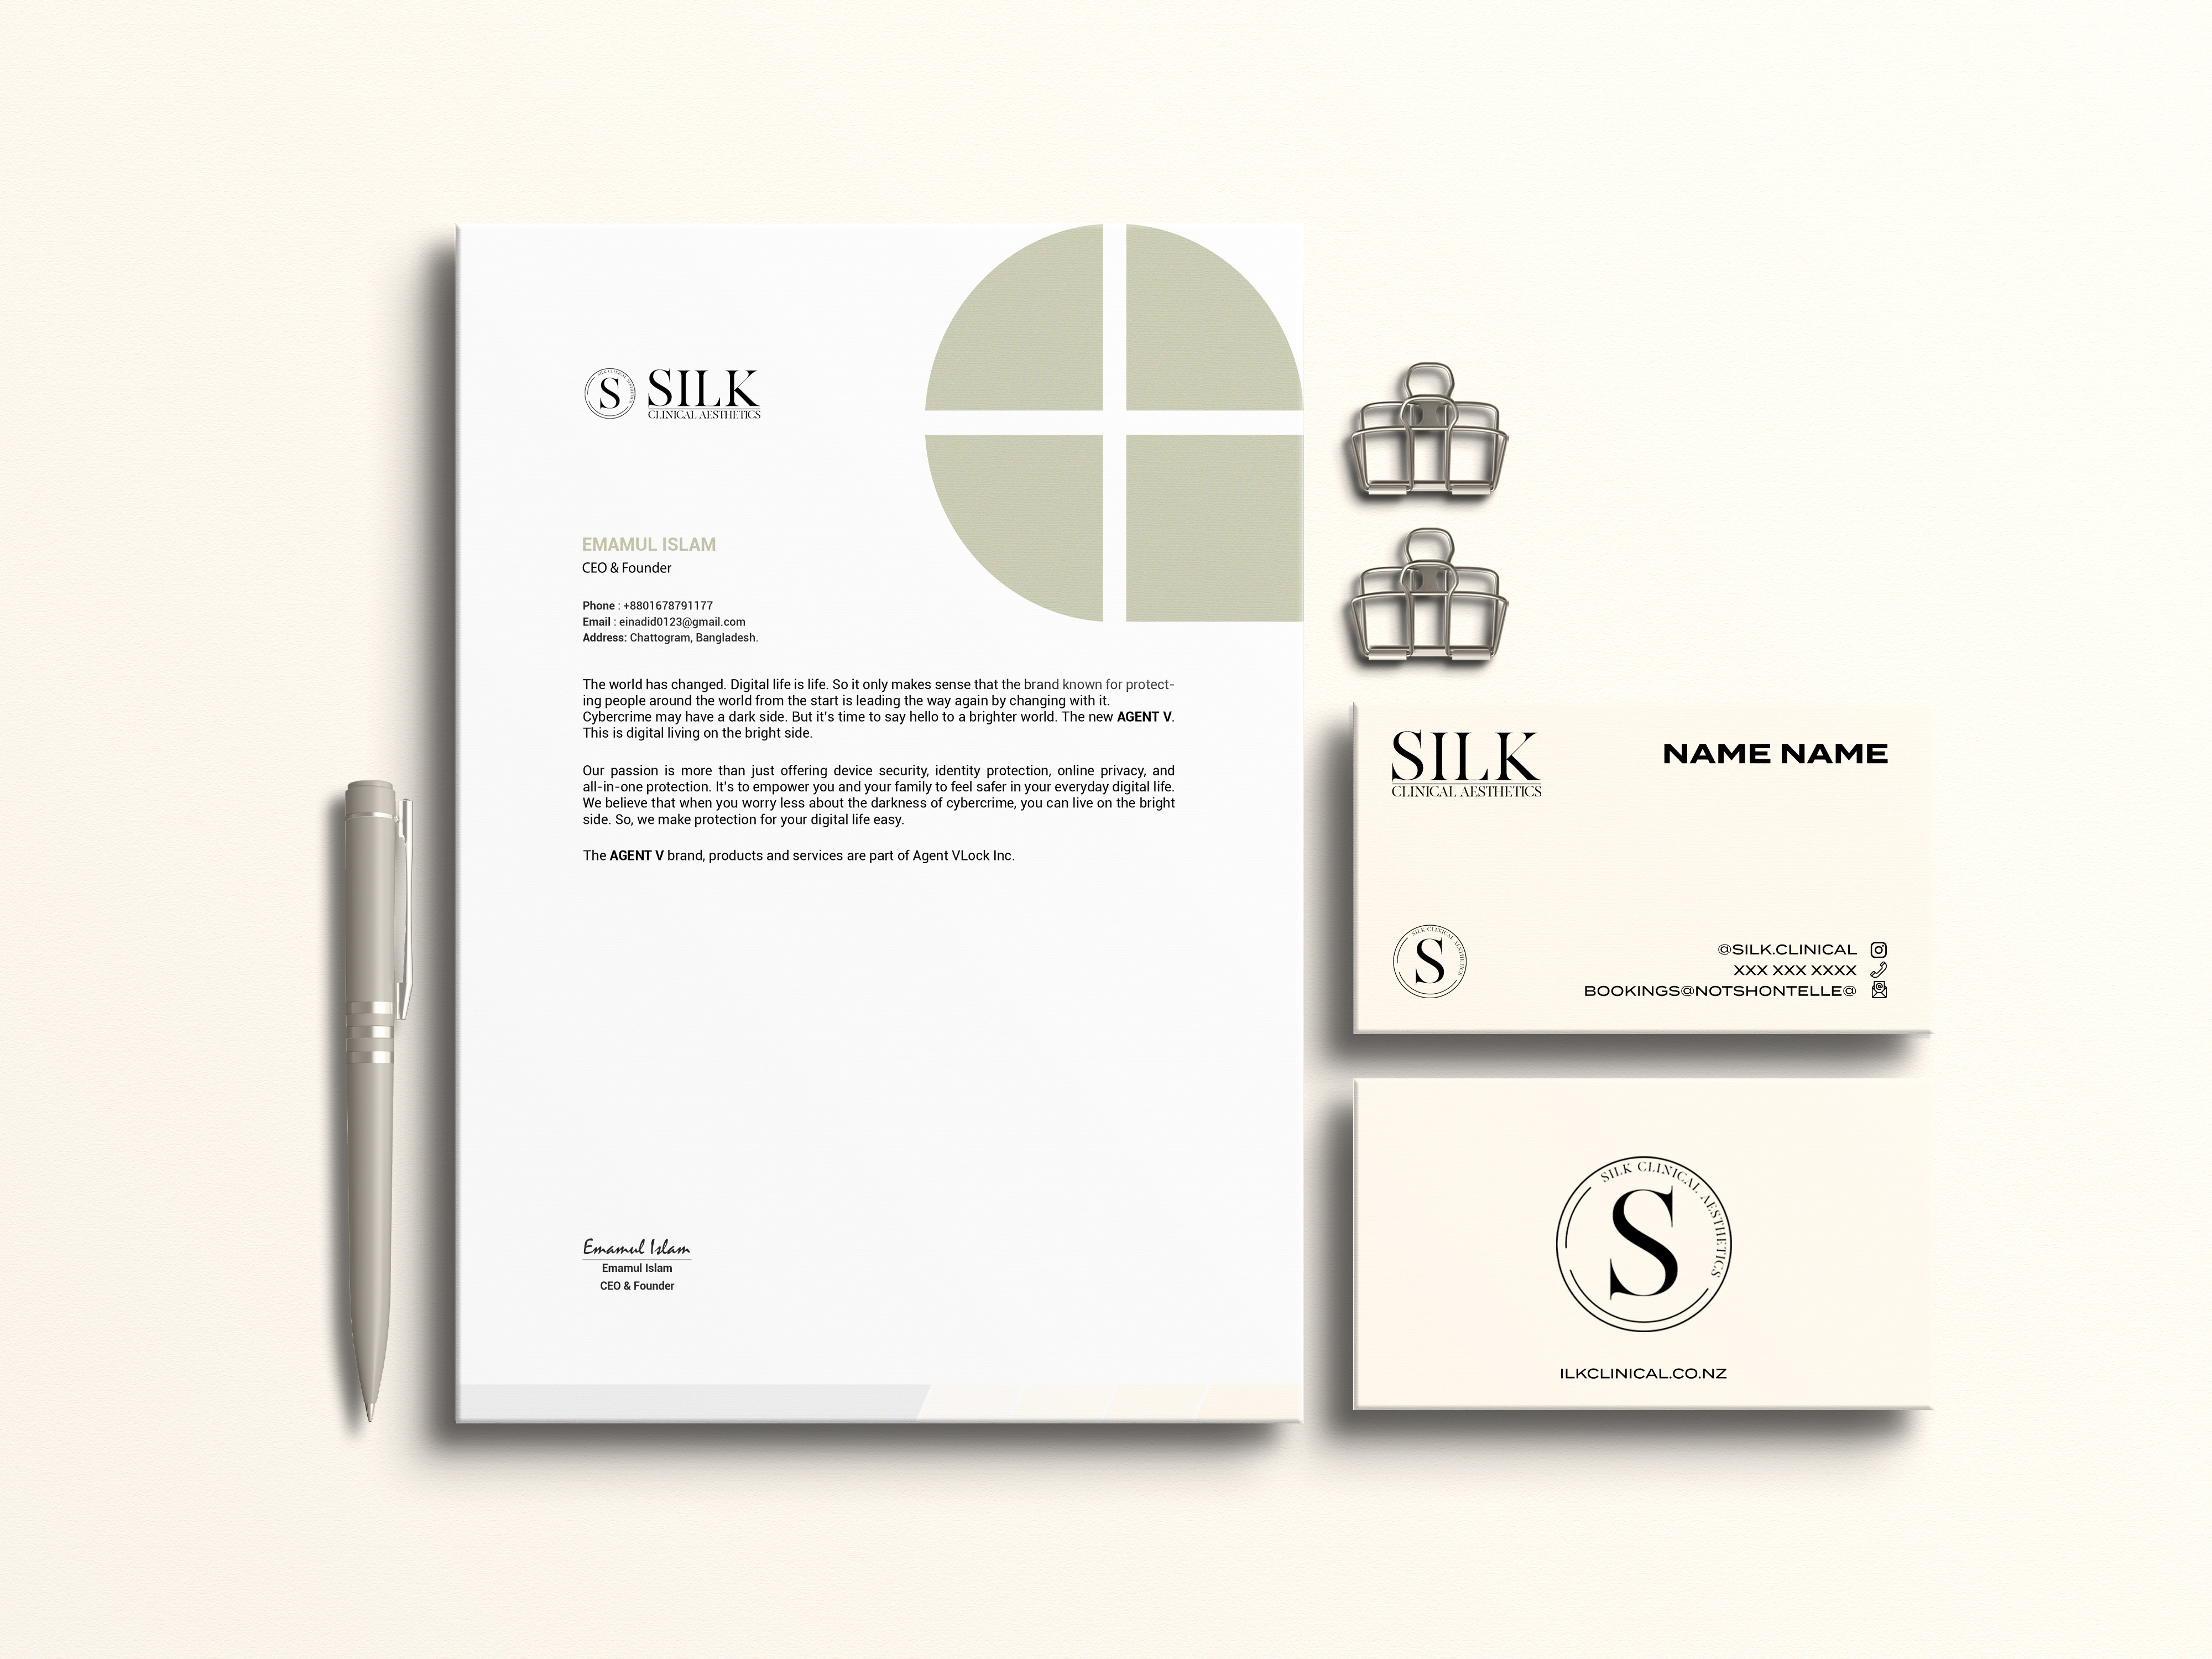 S SILK
CLINICAL AESTHETICS
SILK CLINICAL AESTHETICS
EMAMUL ISLAM
CEO & Founder
Phone : +8801678791177
Email : einadid0123@gmail.com
Address: Chattogram, Bangladesh.
The world has changed. Digital life is life. So it only makes sense that the brand known for protect-
ing people around the world from the start is leading the way again by changing with it.
Cybercrime may have a dark side. But it's time to say hello to a brighter world. The new AGENT V.
This is digital living on the bright side.
Our passion is more than just offering device security, identity protection, online privacy, and
all-in-one protection. It's to empower you and your family to feel safer in your everyday digital life.
We believe that when you worry less about the darkness of cybercrime, you can live on the bright
side. So, we make protection for your digital life easy.
The AGENT V brand, products and services are part of Agent VLock Inc.
Emamul Islam
Emamul Islam
CEO & Founder
SILK
CLINICAL AESTHETICS
NAME NAME
SILK CLINICAL AESTHETICS
S
@SILK.CLINICAL
XXX XXX XXXX
BOOKINGS@NOTSHONTELLE@
SILK CLINICAL AESTHETICS
S
ILKCLINICAL.CO.NZ